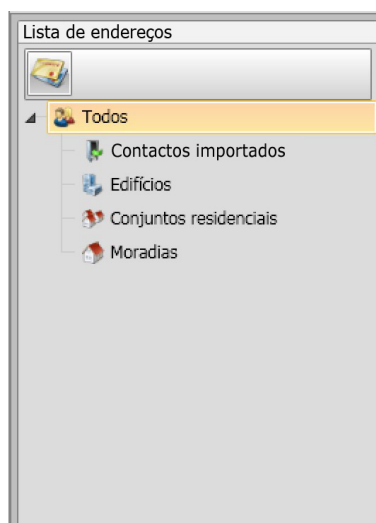 Lista de endereços
Todos
Contactos importados
Edifícios
Conjuntos residenciais
Moradias